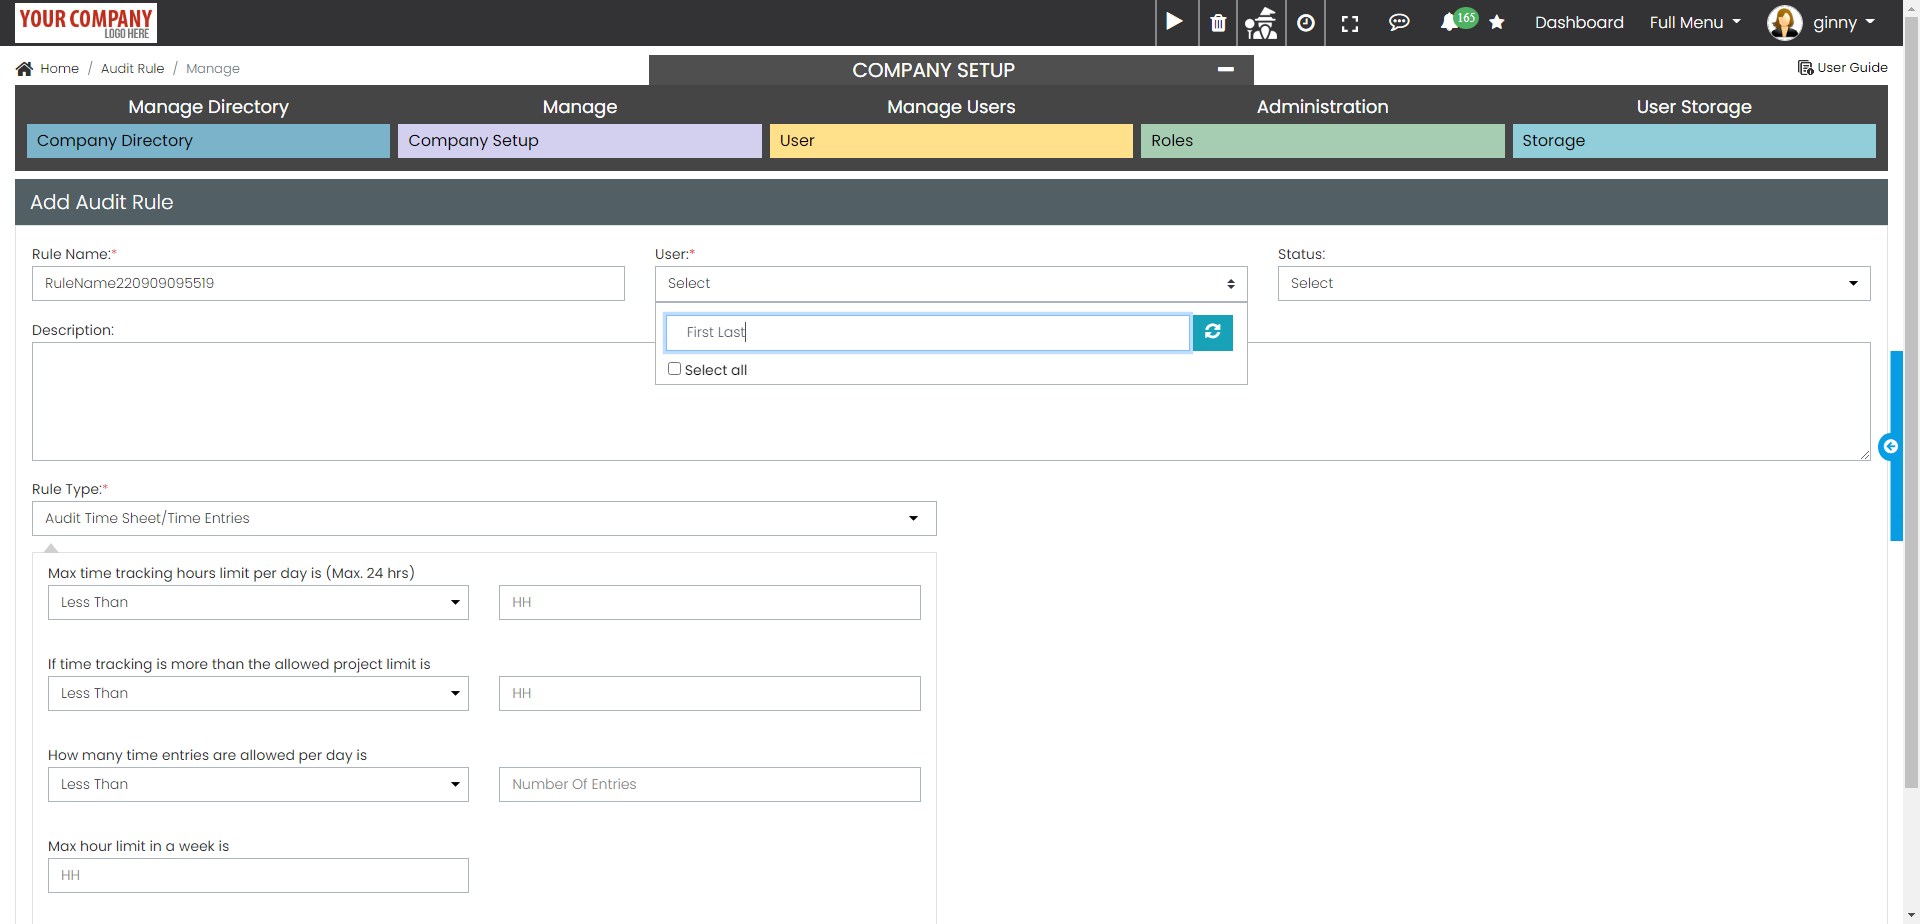 YOUR COMPANY
LOGO HERE
165
Dashboard
Full Menu
ginny
Home / Audit Rule / Manage
COMPANY SETUP
User Guide
Manage Directory
Manage
Manage Users
Administration
User Storage
Company Directory
Company Setup
User
Roles
Storage
Add Audit Rule
Rule Name:*
User:*
Status:
RuleName220909095519
Select
Select
First Last
Select all
Description:
Rule Type:*
Audit Time Sheet/Time Entries
Max time tracking hours limit per day is (Max. 24 hrs)
Less Than
HH
If time tracking is more than the allowed project limit is
Less Than
HH
How many time entries are allowed per day is
Less Than
Number Of Entries
Max hour limit in a week is
HH